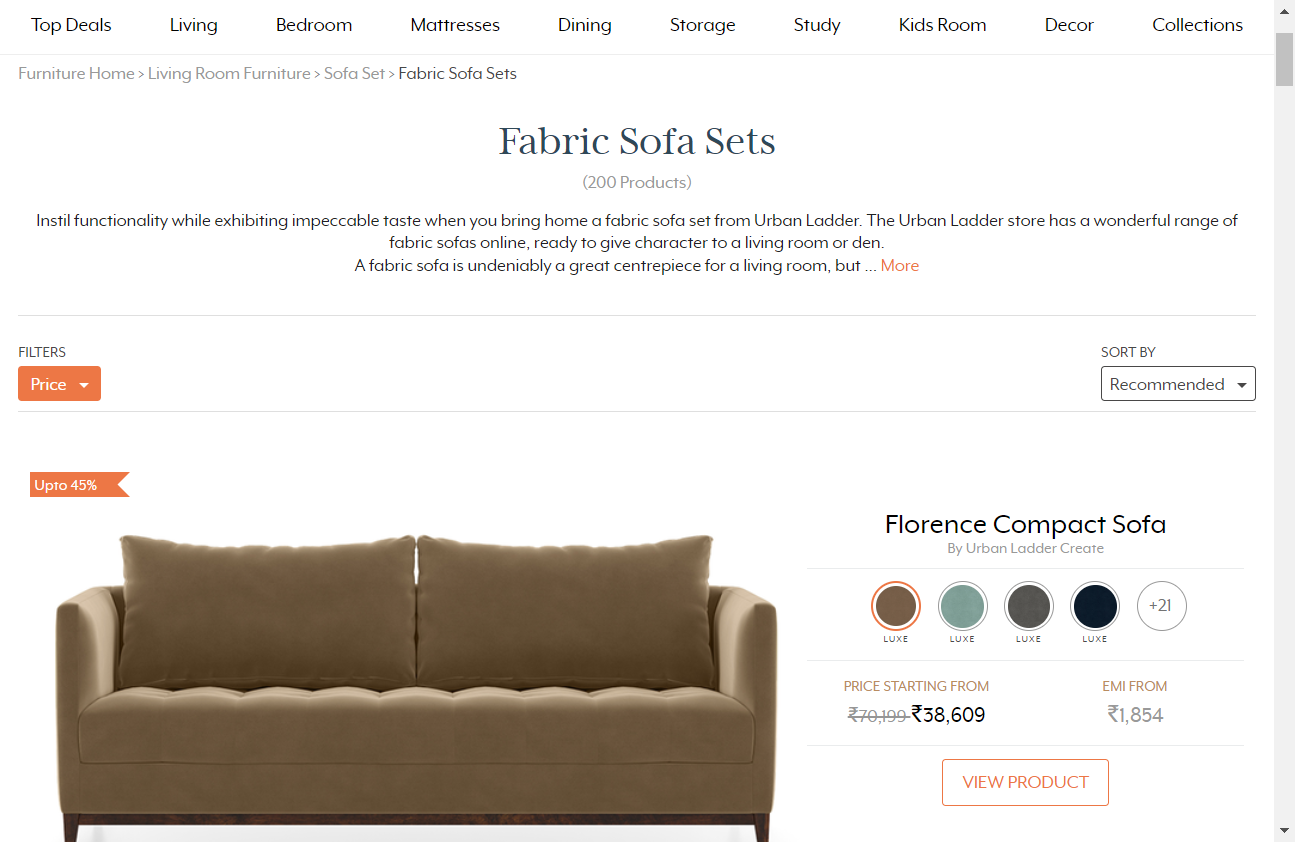 Top Deals Living Bedroom Mattresses Dining Storage Study Kids Room Decor Collections
Furniture Home > Living Room Furniture > Sofa Set > Fabric Sofa Sets
Fabric Sofa Sets
(200 Products)
Instil functionality while exhibiting impeccable taste when you bring home a fabric sofa set from Urban Ladder. The Urban Ladder store has a wonderful range of
fabric sofas online, ready to give character to a living room or den.
A fabric sofa is undeniably a great centrepiece for a living room, but ... More
FILTERS
Price
SORT BY
Recommended
Upto 45%
Florence Compact Sofa
By Urban Ladder Create
+21
LUXE LUXE LUXE LUXE
PRICE STARTING FROM
₹70,199 ₹38,609
EMI FROM
₹1,854
VIEW PRODUCT